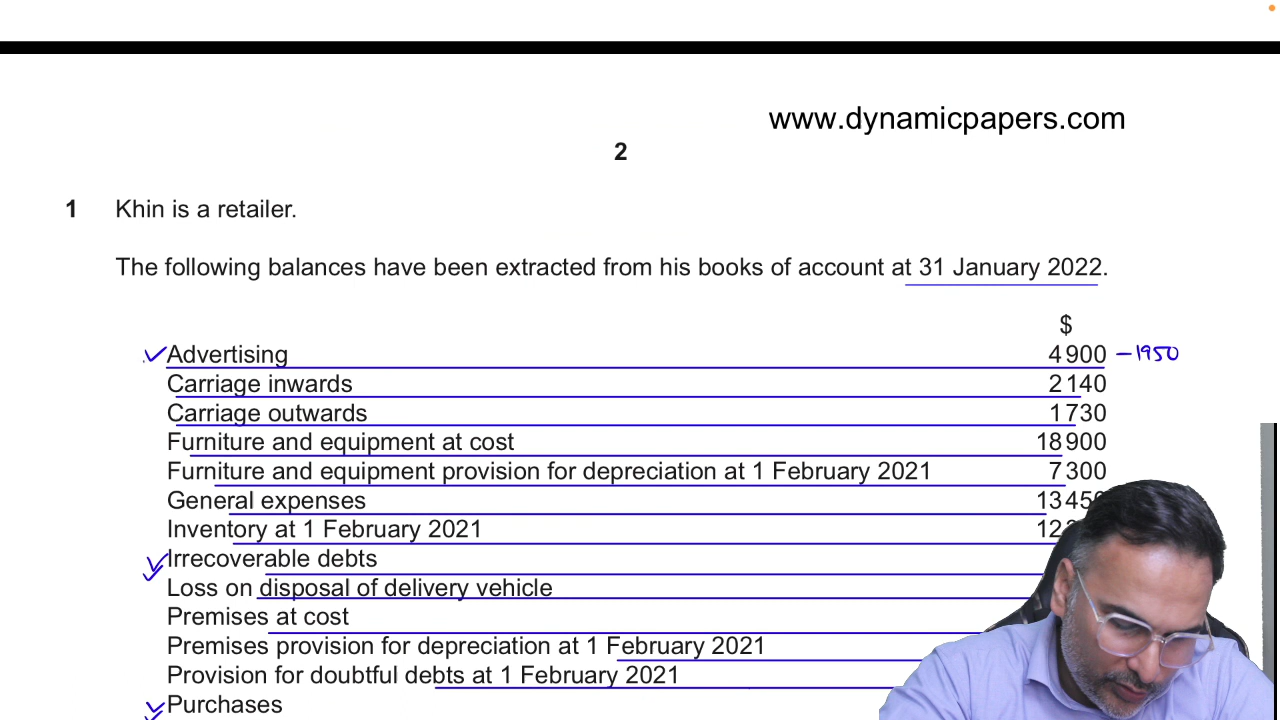 www.dynamicpapers.com
2
1 Khin is a retailer.
The following balances have been extracted from his books of account at 31 January 2022.
$
Advertising 4 900 – 1950
Carriage inwards 2 140
Carriage outwards 1 730
Furniture and equipment at cost 18 900
Furniture and equipment provision for depreciation at 1 February 2021 7 300
General expenses
Inventory at 1 February 2021
Irrecoverable debts
Loss on disposal of delivery vehicle
Premises at cost
Premises provision for depreciation at 1 February 2021
Provision for doubtful debts at 1 February 2021
Purchases